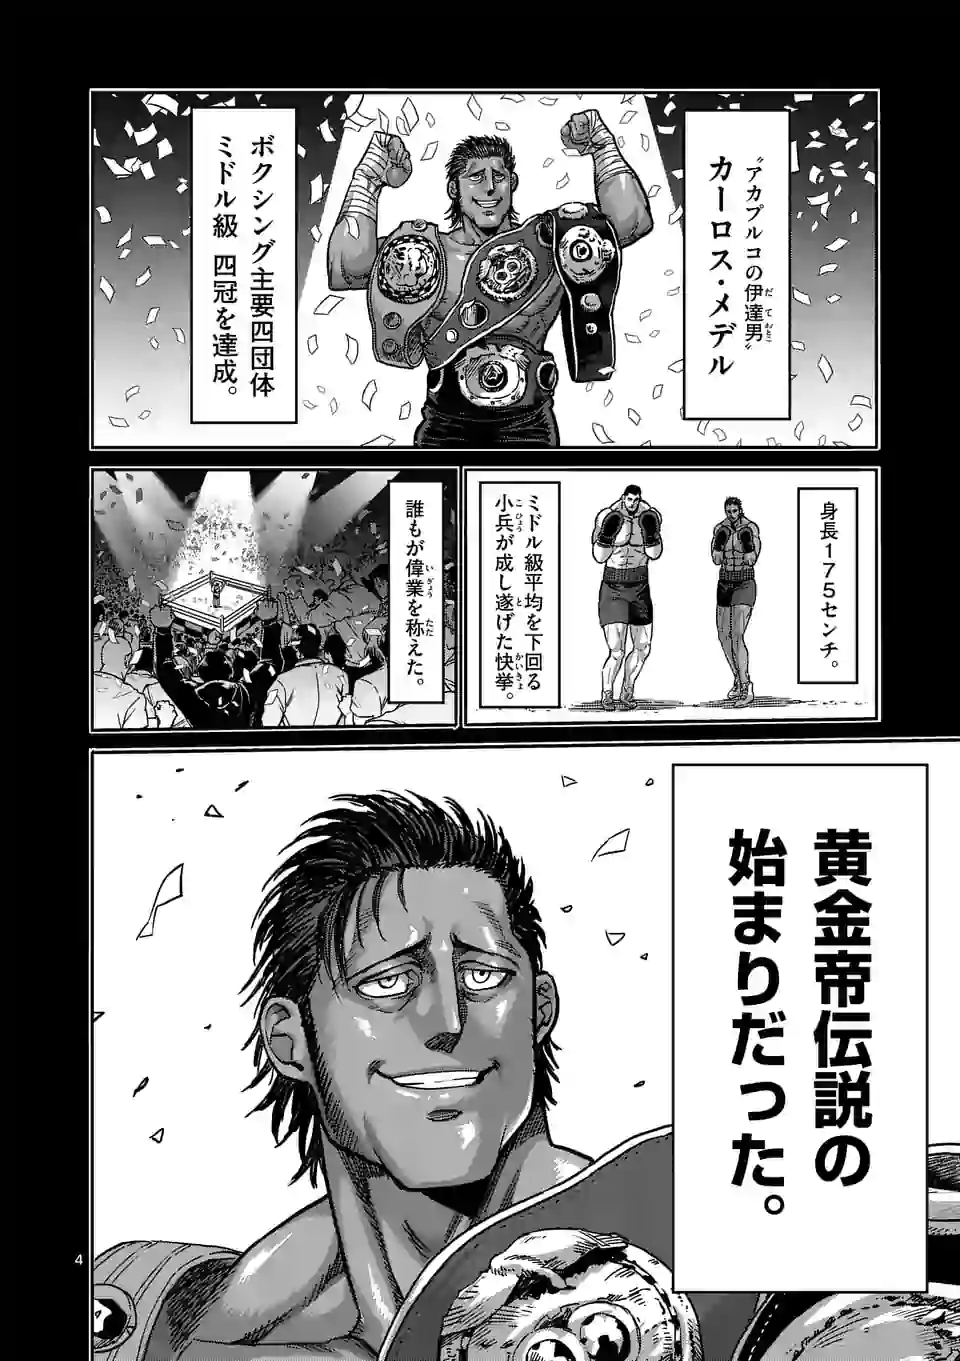 〝アカプルコの伊達男〟
カーロス・メデル
ボクシング主要四団体
ミドル級 四冠を達成。
身長175センチ。
ミドル級平均を下回る
小兵が成し遂げた快挙。
誰もが偉業を称えた。
黄金帝伝説の
始まりだった。
4